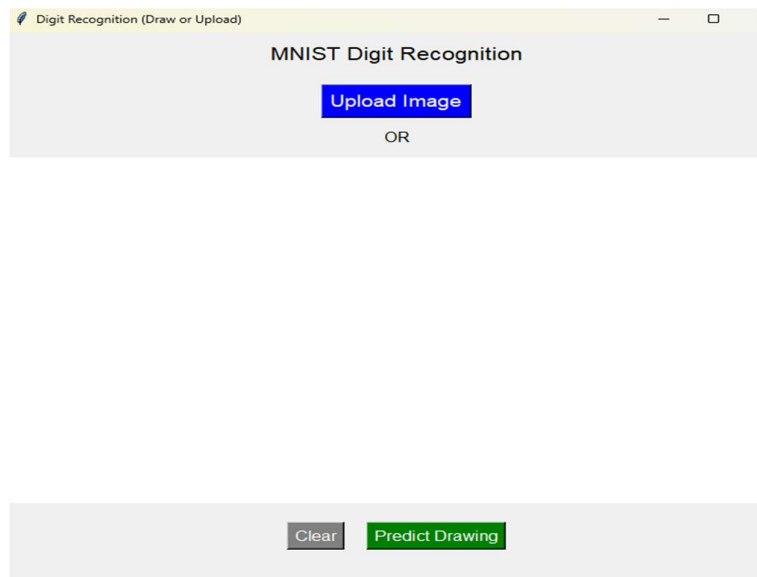 Digit Recognition (Draw or Upload)
MNIST Digit Recognition
Upload Image
OR
Clear Predict Drawing